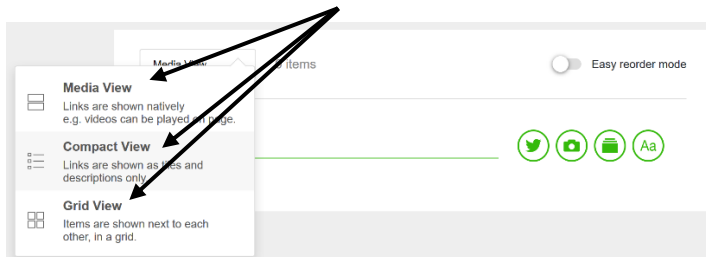 Media View items
Easy reorder mode
Media View
Links are shown natively
e.g. videos can be played on page.
Compact View
Links are shown as titles and
descriptions only.
Grid View
Items are shown next to each
other, in a grid.
Aa